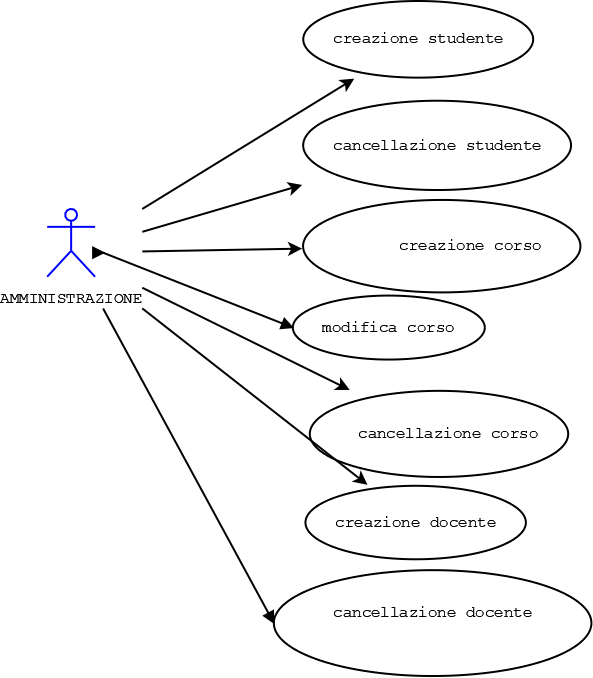 creazione studente
cancellazione studente
creazione corso
AMMINISTRAZIONE
modifica corso
cancellazione corso
creazione docente
cancellazione docente